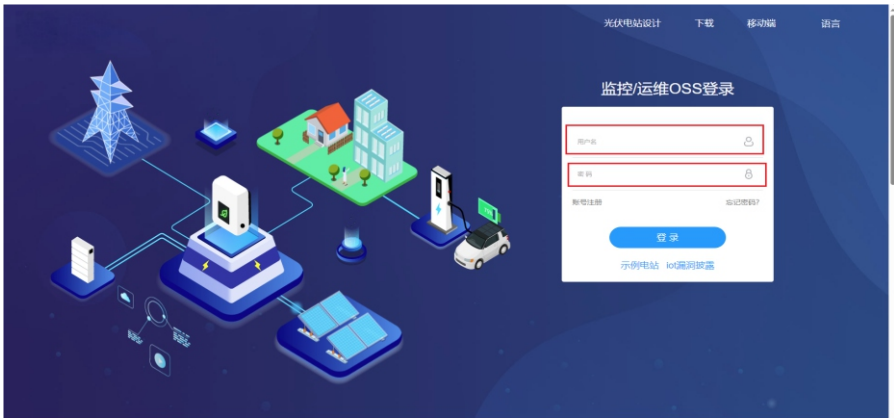 光伏电站设计 下载 移动端 语言
监控/运维OSS登录
用户名
密 码
账号注册 忘记密码?
登 录
示例电站 iot漏洞披露